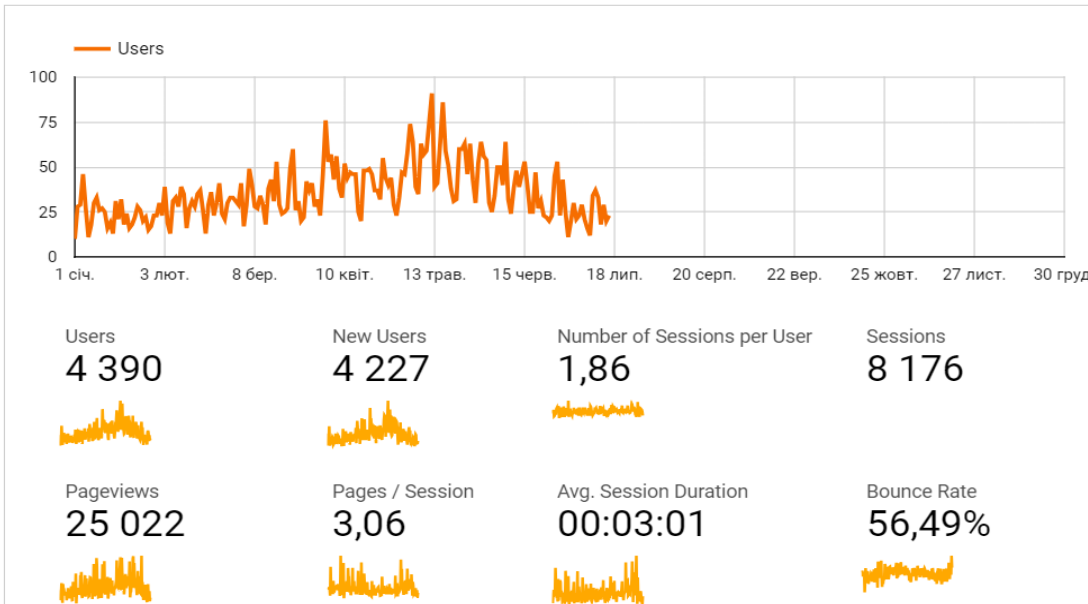 Users
100
75
50
25
0
1 січ. 3 лют. 8 бер. 10 квіт. 13 трав. 15 черв. 18 лип. 20 серп. 22 вер. 25 жовт. 27 лист. 30 груд
Users New Users Number of Sessions per User Sessions
4 390 4 227 1,86 8 176
Pageviews Pages / Session Avg. Session Duration Bounce Rate
25 022 3,06 00:03:01 56,49%